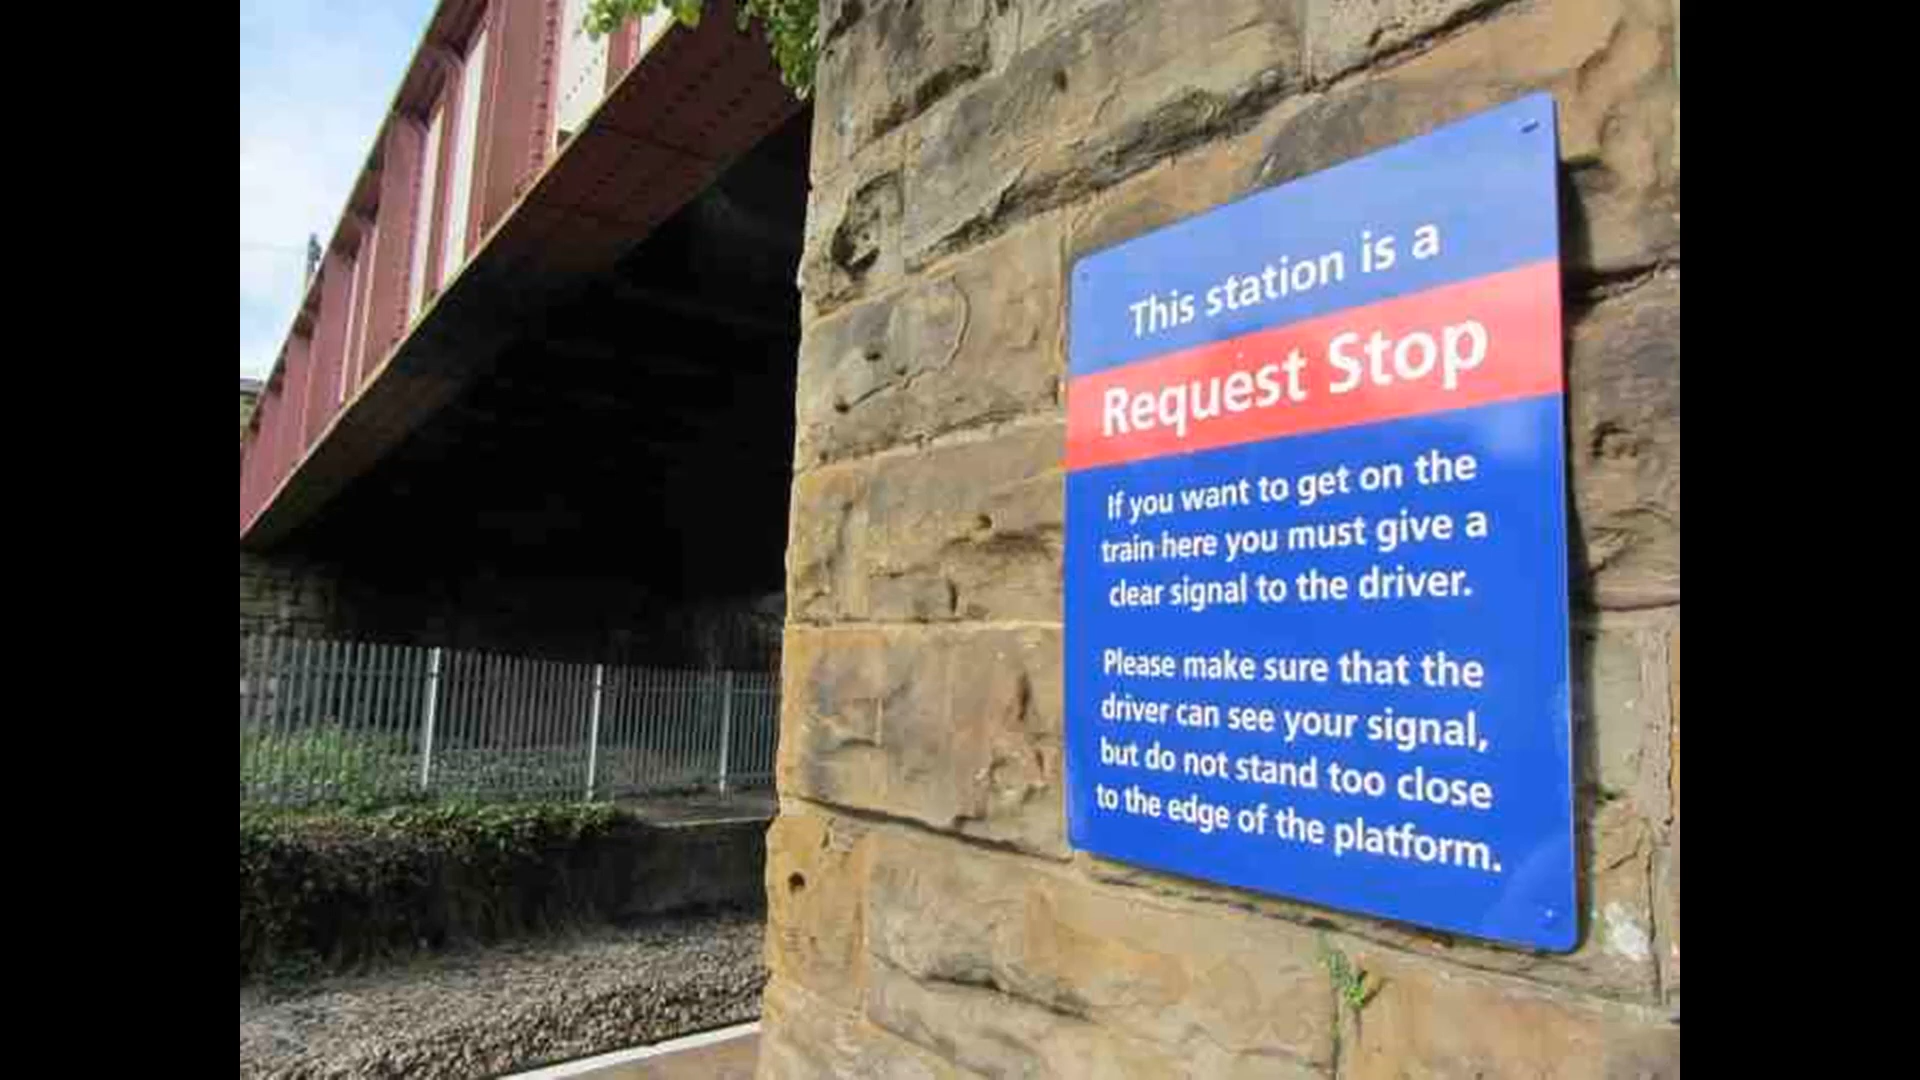 This station is a
Request Stop
If you want to get on the
train here you must give a
clear signal to the driver.
Please make sure that the
driver can see your signal,
but do not stand too close
to the edge of the platform.